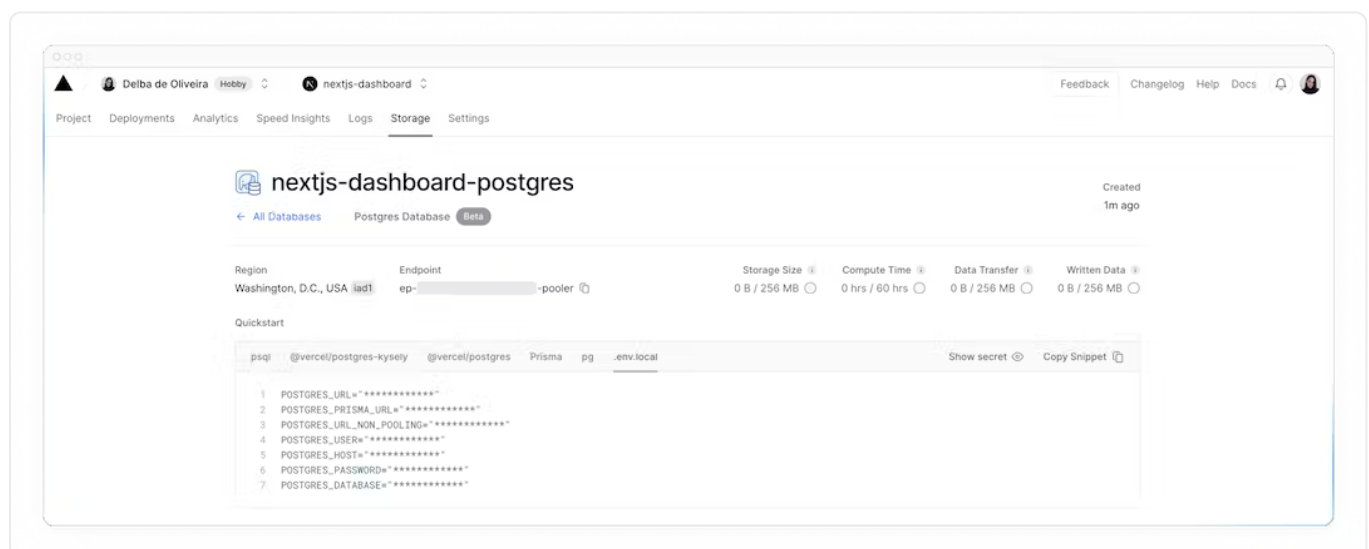 Delba de Oliveira Hobby nextjs-dashboard Feedback Changelog Help Docs
Project Deployments Analytics Speed Insights Logs Storage Settings
nextjs-dashboard-postgres
Created
1m ago
← All Databases Postgres Database Beta
Region Endpoint Storage Size Compute Time Data Transfer Written Data
Washington, D.C., USA iad1 ep- -pooler 0 B / 256 MB 0 hrs / 60 hrs 0 B / 256 MB 0 B / 256 MB
Quickstart
psql @vercel/postgres-kysely @vercel/postgres Prisma pg .env.local Show secret Copy Snippet
1 POSTGRES_URL="************"
2 POSTGRES_PRISMA_URL="************"
3 POSTGRES_URL_NON_POOLING="************"
4 POSTGRES_USER="************"
5 POSTGRES_HOST="************"
6 POSTGRES_PASSWORD="************"
7 POSTGRES_DATABASE="************"